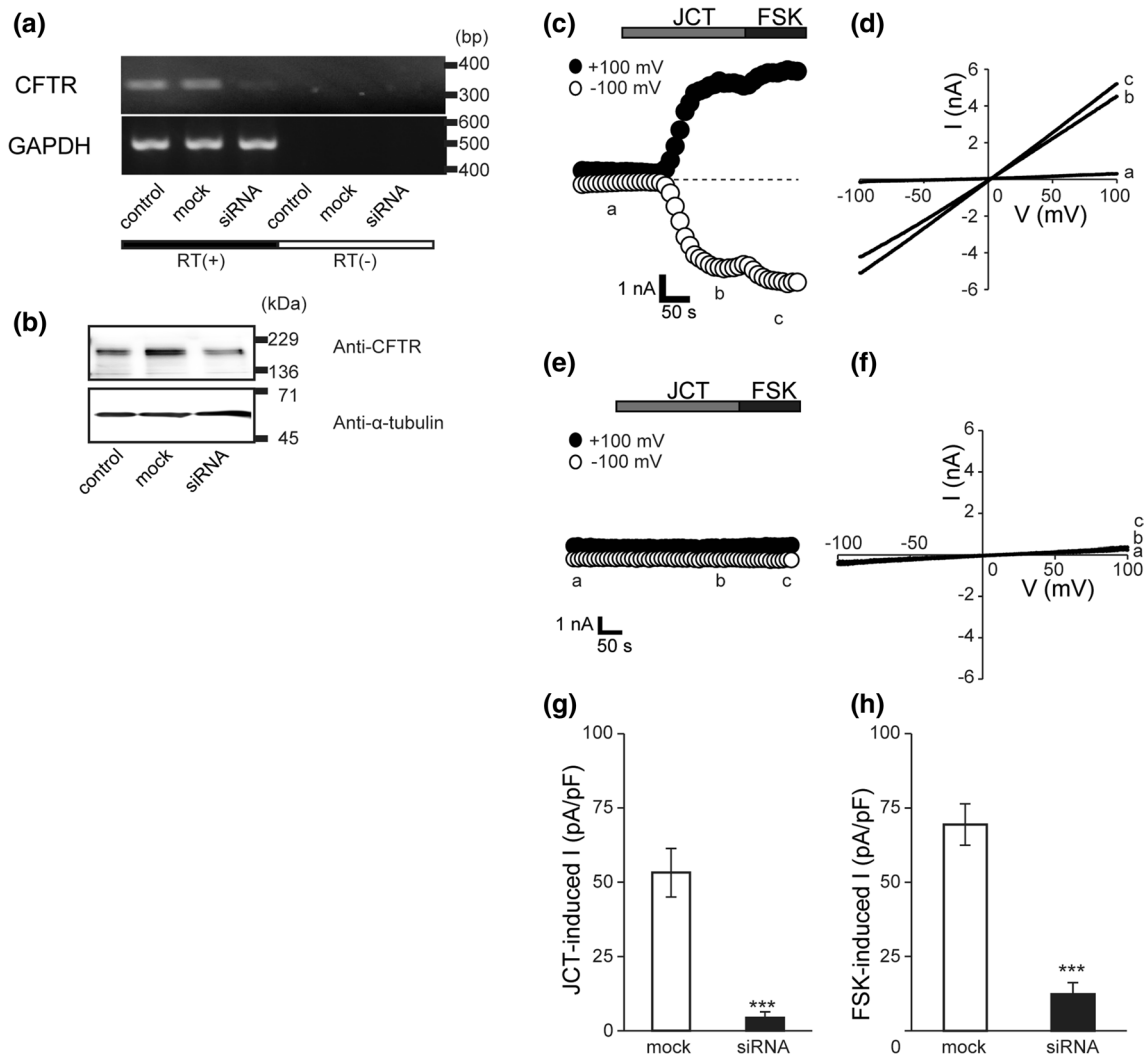 (a)
(bp)
CFTR
400
300
GAPDH
600
500
400
control
mock
siRNA
control
mock
siRNA
RT(+)
RT(-)
(b)
(kDa)
229
136
Anti-CFTR
71
45
Anti-α-tubulin
control
mock
siRNA
(c)
JCT
FSK
+100 mV
-100 mV
a
b
c
1 nA
50 s
(d)
I (nA)
6
4
2
-2
-4
-6
-100
-50
0
50
100
V (mV)
c
b
a
(e)
JCT
FSK
+100 mV
-100 mV
a
b
c
1 nA
50 s
(f)
I (nA)
6
4
2
-2
-4
-6
-100
-50
0
50
100
V (mV)
c
b
a
(g)
JCT-induced I (pA/pF)
100
75
50
25
0
***
mock
siRNA
(h)
FSK-induced I (pA/pF)
100
75
50
25
0
***
mock
siRNA